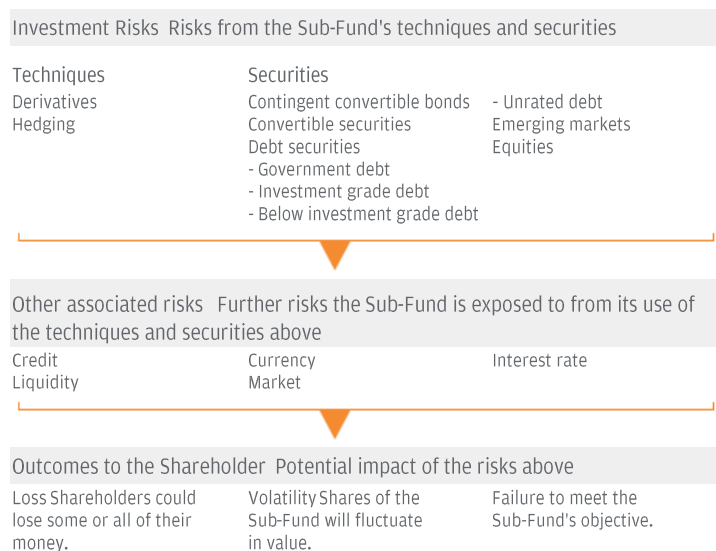 Investment Risks Risks from the Sub-Fund's techniques and securities
Techniques
Derivatives
Hedging
Securities
Contingent convertible bonds
Convertible securities
Debt securities
- Government debt
- Investment grade debt
- Below investment grade debt
- Unrated debt
Emerging markets
Equities
Other associated risks Further risks the Sub-Fund is exposed to from its use of
the techniques and securities above
Credit
Liquidity
Currency
Market
Interest rate
Outcomes to the Shareholder Potential impact of the risks above
Loss Shareholders could
lose some or all of their
money.
Volatility Shares of the
Sub-Fund will fluctuate
in value.
Failure to meet the
Sub-Fund's objective.